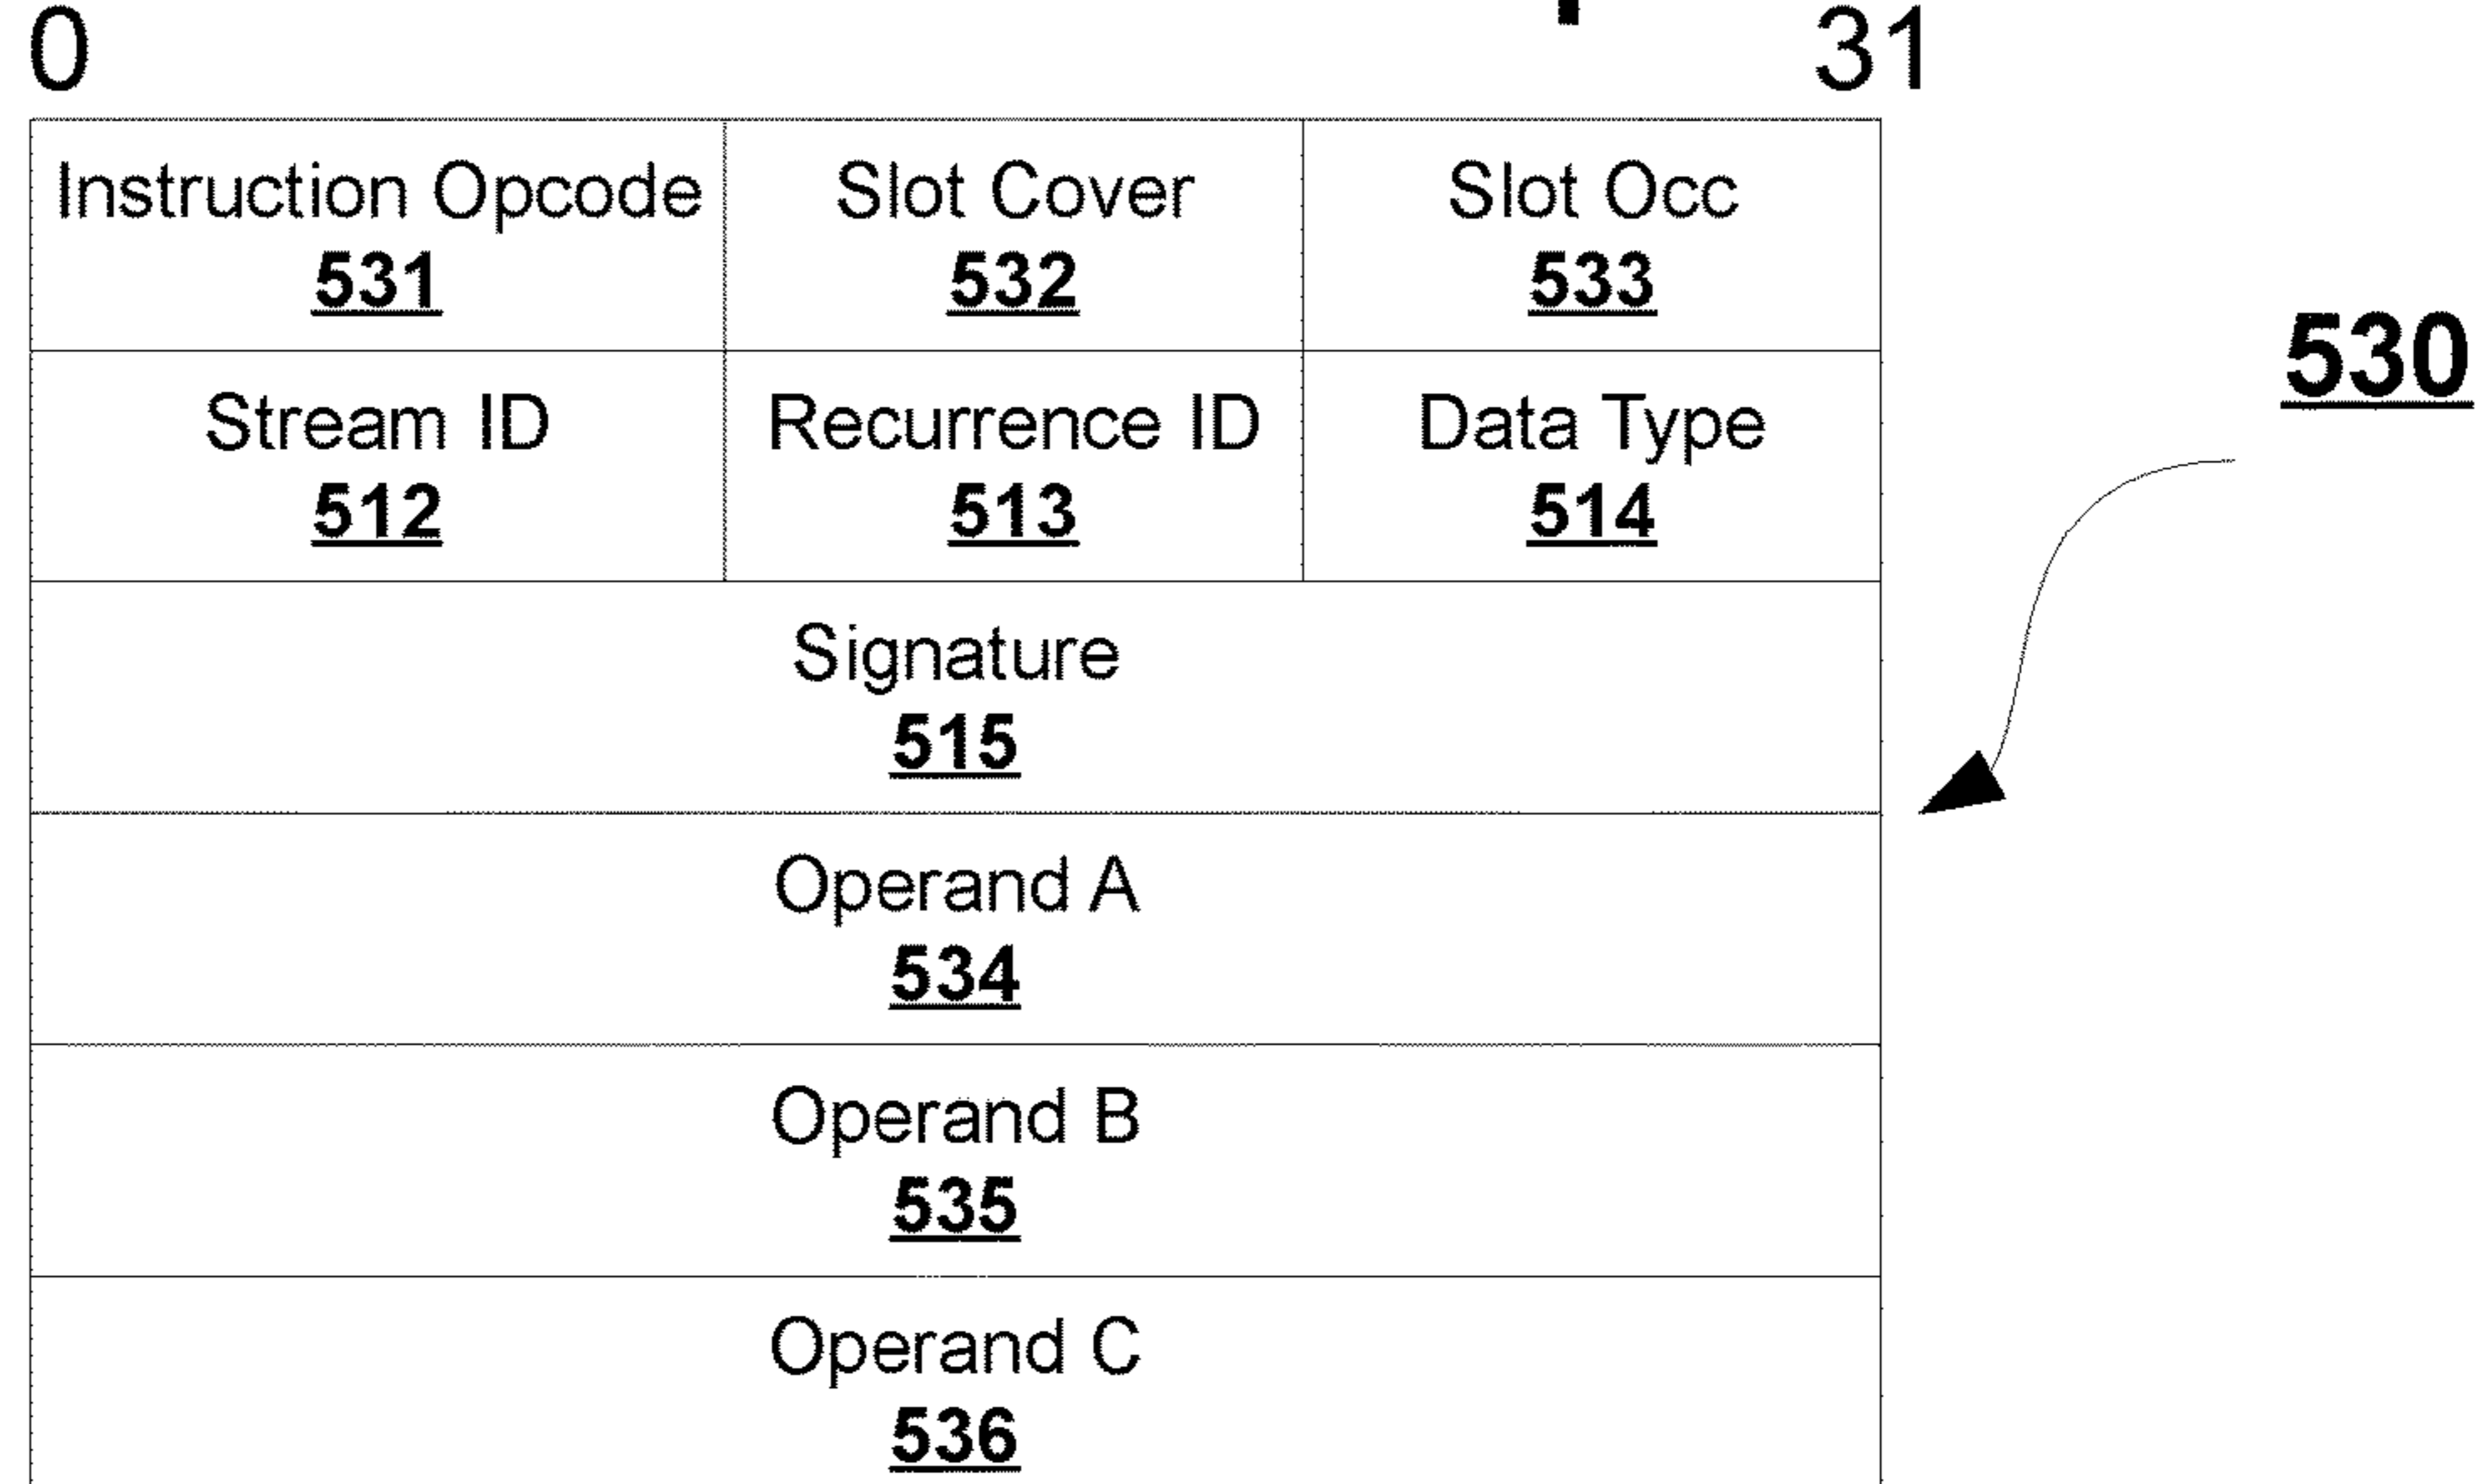 0 31
Instruction Opcode Slot Cover Slot Occ
531 532 533
530
Stream ID Recurrence ID Data Type
512 513 514
Signature
515
Operand A
534
Operand B
535
Operand C
536